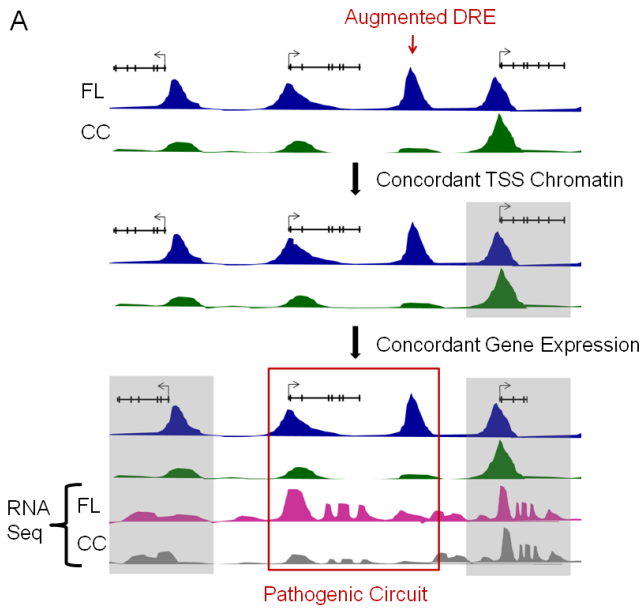 A
Augmented DRE
FL
CC
Concordant TSS Chromatin
Concordant Gene Expression
RNA
Seq
FL
CC
Pathogenic Circuit